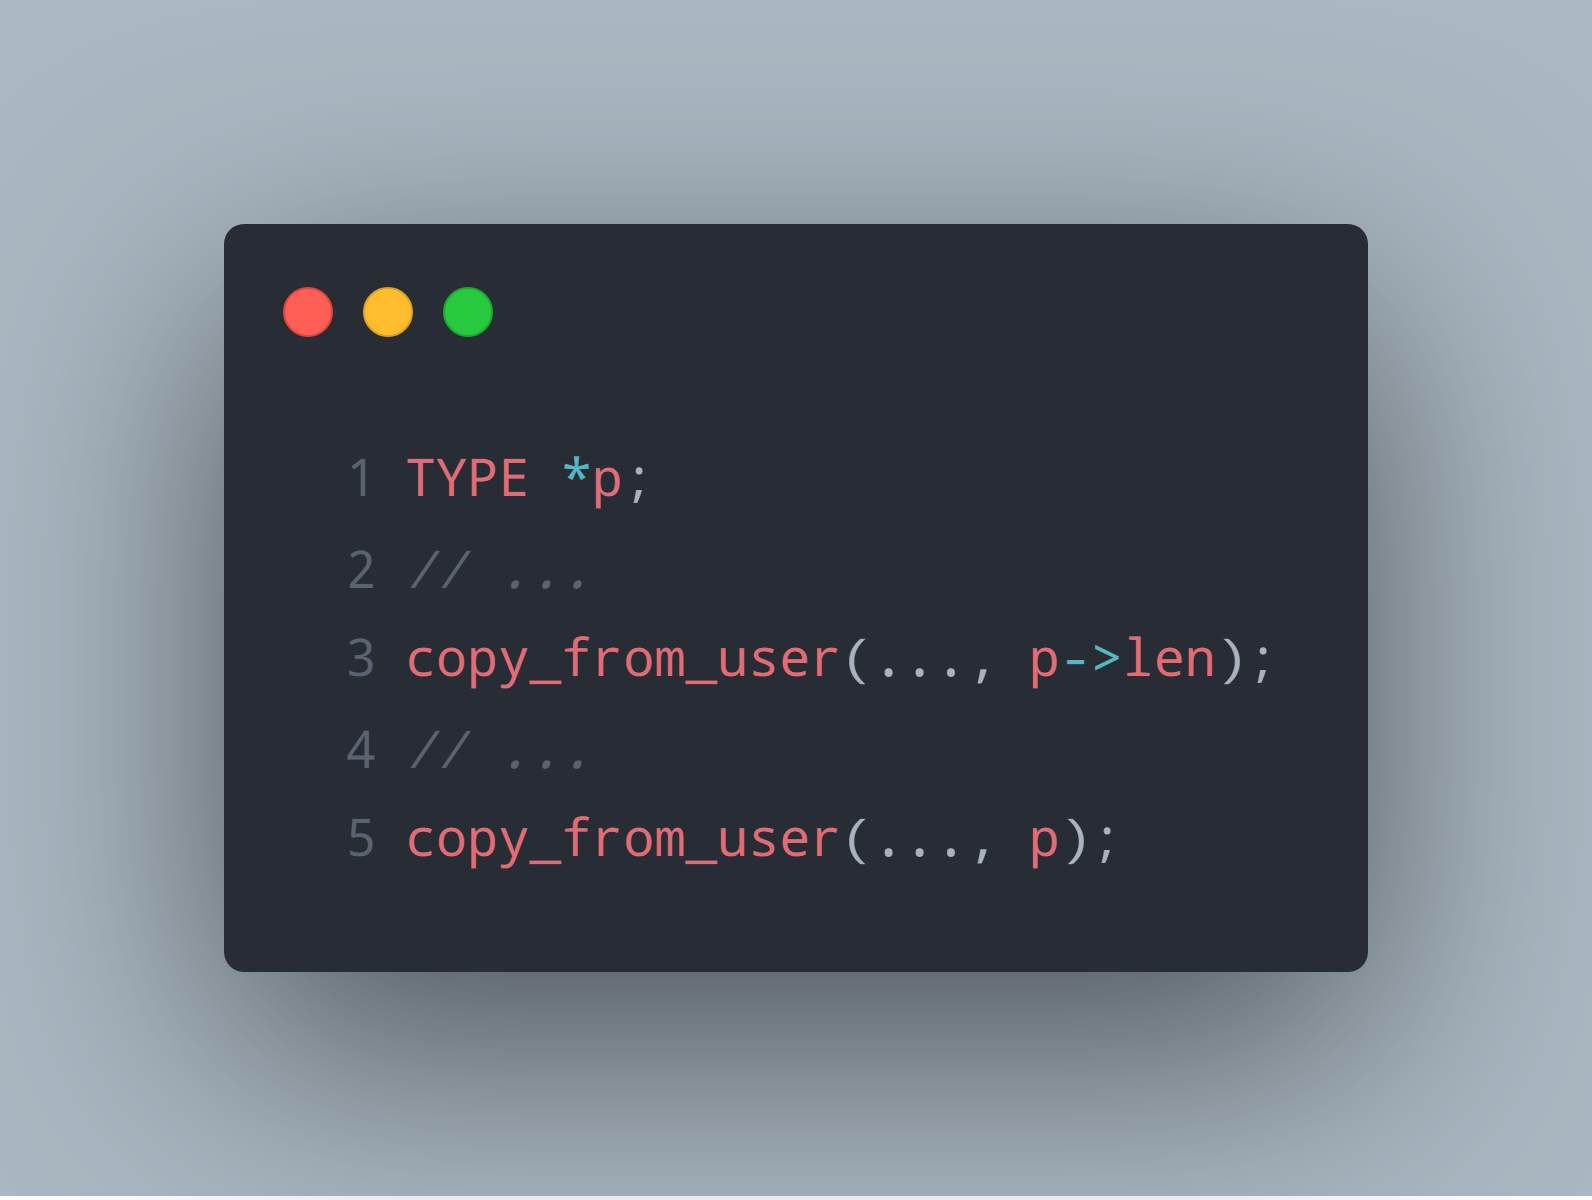 1 TYPE *p;
2 // ...
3 copy_from_user(..., p->len);
4 // ...
5 copy_from_user(..., p);